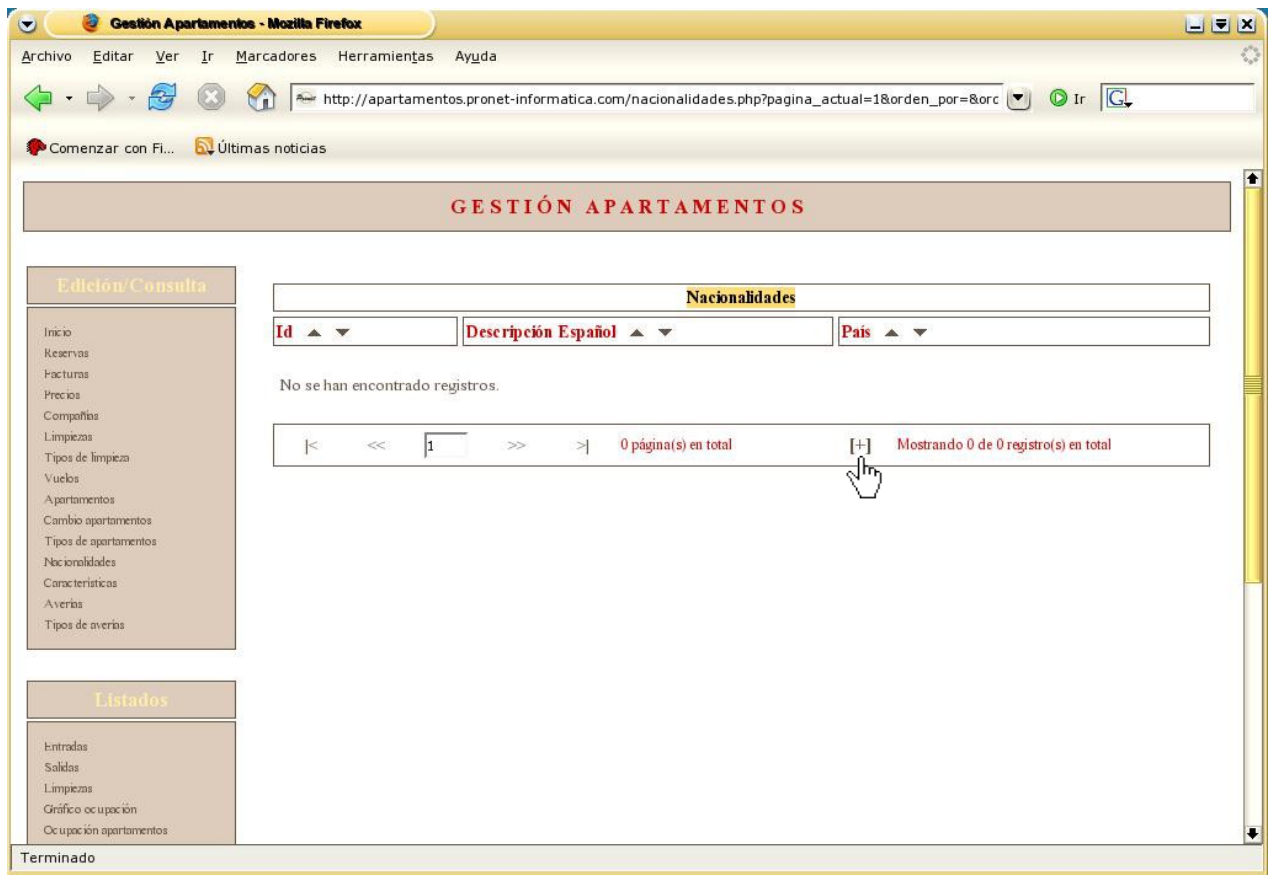 Gestión Apartamentos - Mozilla Firefox
Archivo Editar Ver Ir Marcadores Herramientas Ayuda
http://apartamentos.pronet-informatica.com/nacionalidades.php?pagina_actual=1&orden_por=&orc Ir
Comenzar con Fi... Últimas noticias
GESTIÓN APARTAMENTOS
Edición/Consulta
Inicio
Reservas
Facturas
Precios
Compañías
Limpiezas
Tipos de limpieza
Vuelos
Apartamentos
Cambio apartamentos
Tipos de apartamentos
Nacionalidades
Características
Averías
Tipos de averías
Listados
Entradas
Salidas
Limpiezas
Gráfico ocupación
Ocupación apartamentos
Nacionalidades
Id Descripción Español País
No se han encontrado registros.
|< << 1 >> >| 0 página(s) en total [+] Mostrando 0 de 0 registro(s) en total
Terminado